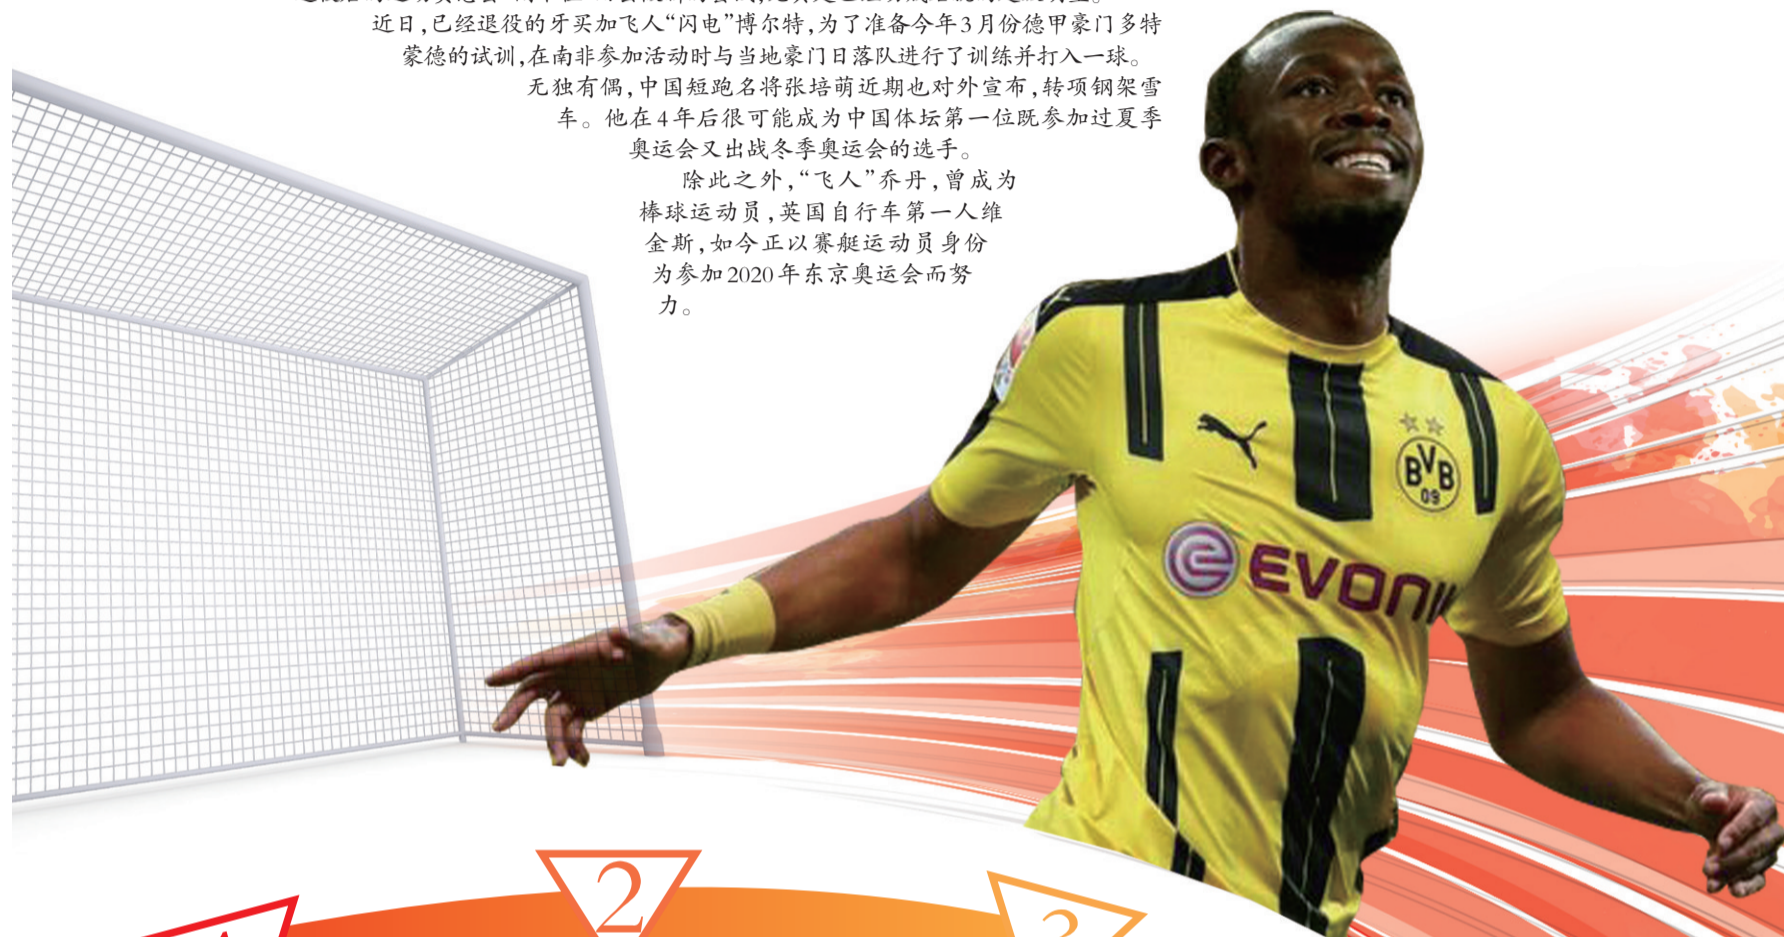 近日,已经退役的牙买加飞人“闪电”博尔特,为了准备今年3月份德甲豪门多特
蒙德的试训,在南非参加活动时与当地豪门日落队进行了训练并打入一球。
无独有偶,中国短跑名将张培萌近期也对外宣布,转项钢架雪
车。他在4年后很可能成为中国体坛第一位既参加过夏季
奥运会又出战冬季奥运会的选手。
除此之外,“飞人”乔丹,曾成为
棒球运动员,英国自行车第一人维
金斯,如今正以赛艇运动员身份
为参加2020年东京奥运会而努
力。
BVB
09
EVONIK
2